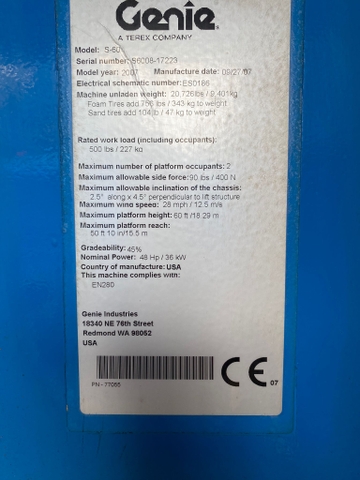 Genie
A TEREX COMPANY
Model: S-60
Serial number: S6008-17223
Model year: 2007 Manufacture date: 09/27/07
Electrical schematic number: ES0186
Machine unladen weight: 20,726lbs / 9,401kg
Foam Tires add 756 lbs / 343 kg to weight
Sand tires add 104 lb / 47 kg to weight
Rated work load (including occupants):
500 lbs / 227 kg
Maximum number of platform occupants: 2
Maximum allowable side force: 90 lbs / 400 N
Maximum allowable inclination of the chassis:
2.5° along x 4.5° perpendicular to lift structure
Maximum wind speed: 28 mph / 12.5 m/s
Maximum platform height: 60 ft /18.29 m
Maximum platform reach:
50 ft 10 in/15.5 m
Gradeability: 45%
Nominal Power: 48 Hp / 36 kW
Country of manufacture: USA
This machine complies with:
EN280
Genie Industries
18340 NE 76th Street
Redmond WA 98052
USA
CE 07
PN - 77055